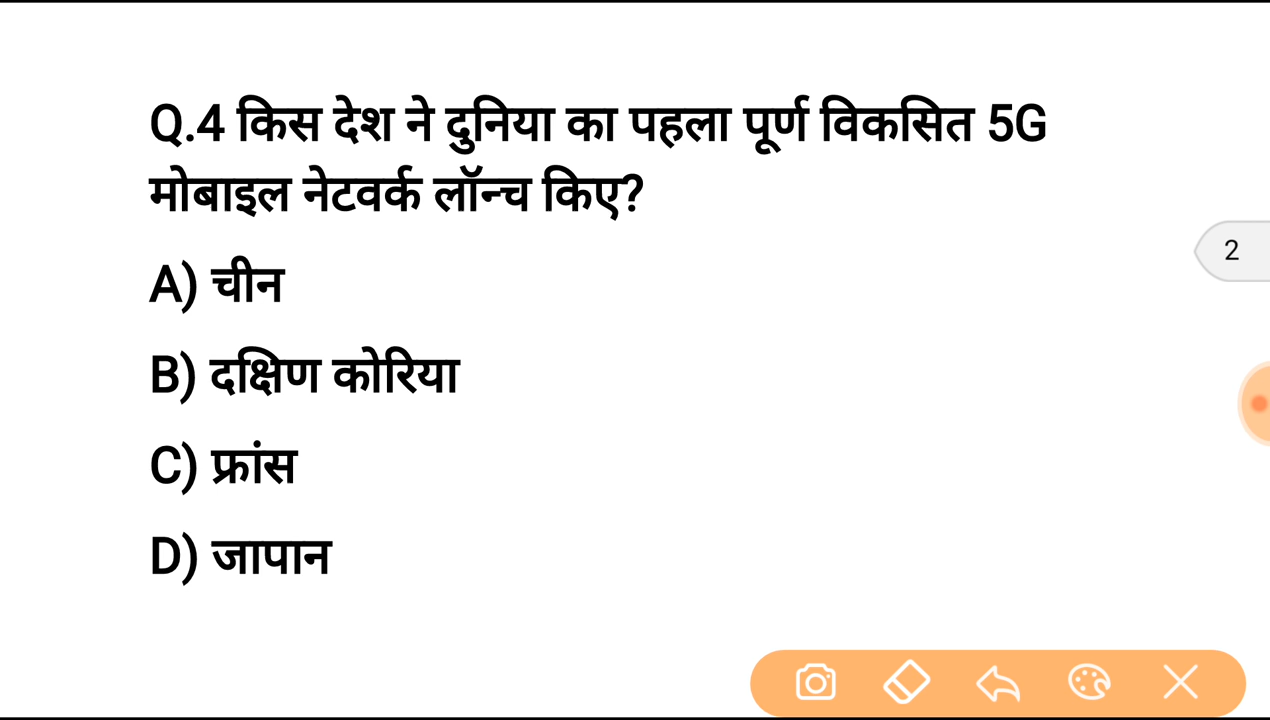 Q.4 किस देश ने दुनिया का पहला पूर्ण विकसित 5G
मोबाइल नेटवर्क लॉन्च किए?
A) चीन
B) दक्षिण कोरिया
C) फ्रांस
D) जापान
2